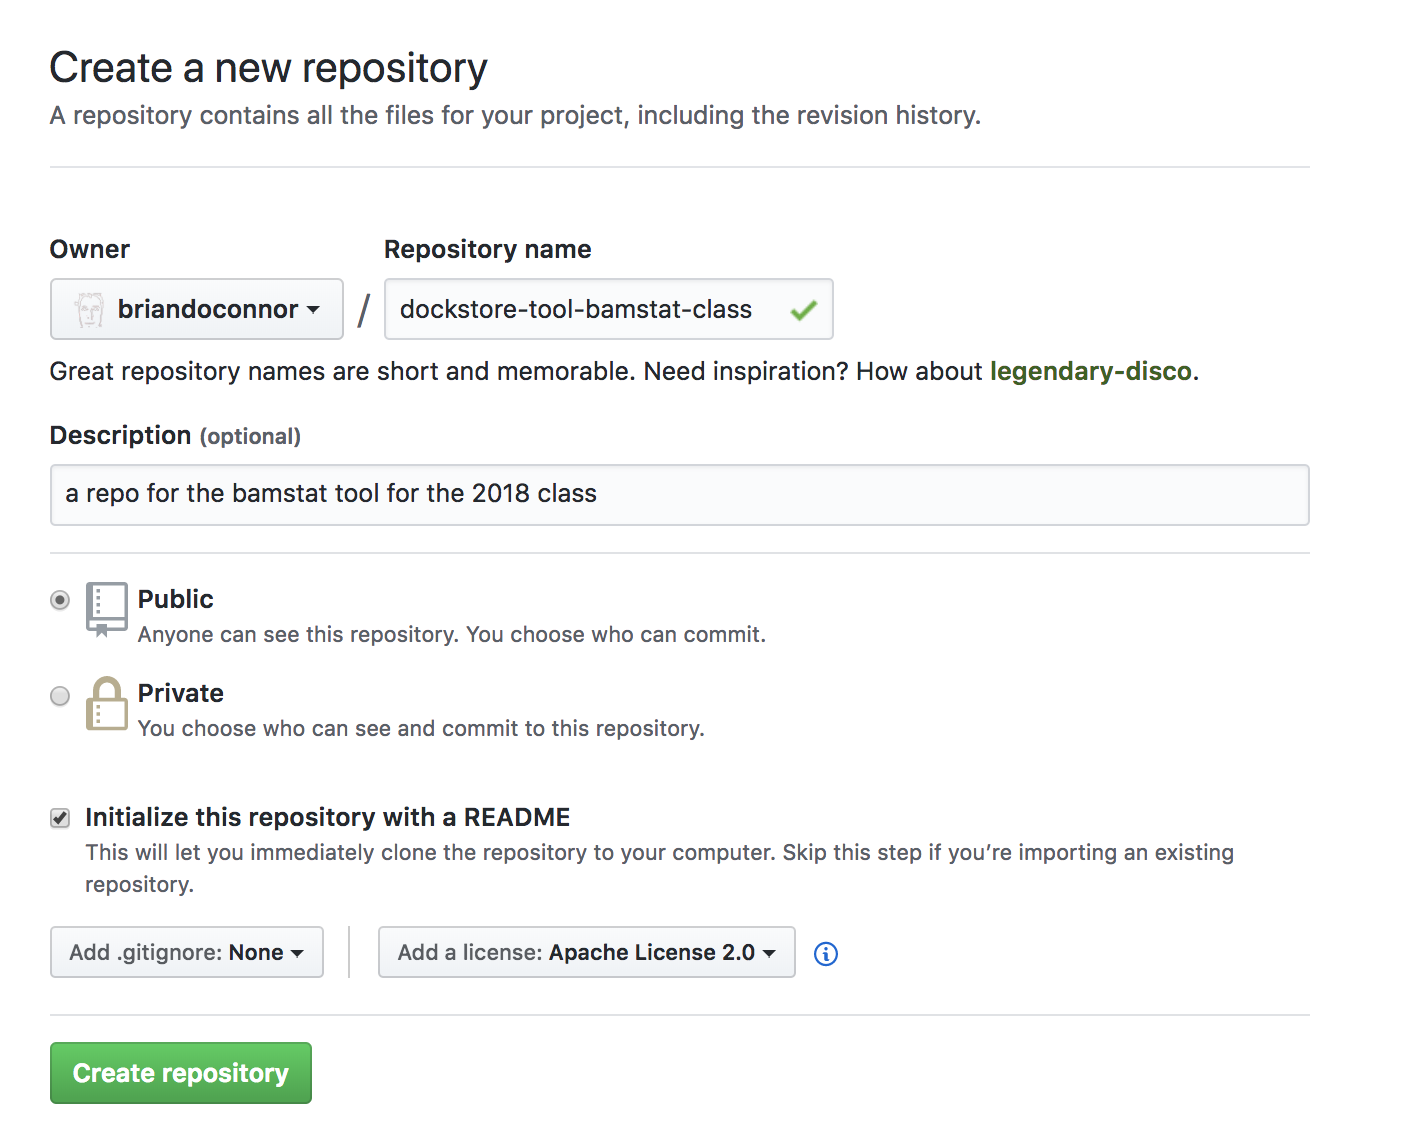 Create a new repository
A repository contains all the files for your project, including the revision history.
Owner
Repository name
briandoconnor / dockstore-tool-bamstat-class
Great repository names are short and memorable. Need inspiration? How about legendary-disco.
Description (optional)
a repo for the bamstat tool for the 2018 class
Public
Anyone can see this repository. You choose who can commit.
Private
You choose who can see and commit to this repository.
Initialize this repository with a README
This will let you immediately clone the repository to your computer. Skip this step if you’re importing an existing
repository.
Add .gitignore: None
Add a license: Apache License 2.0
Create repository